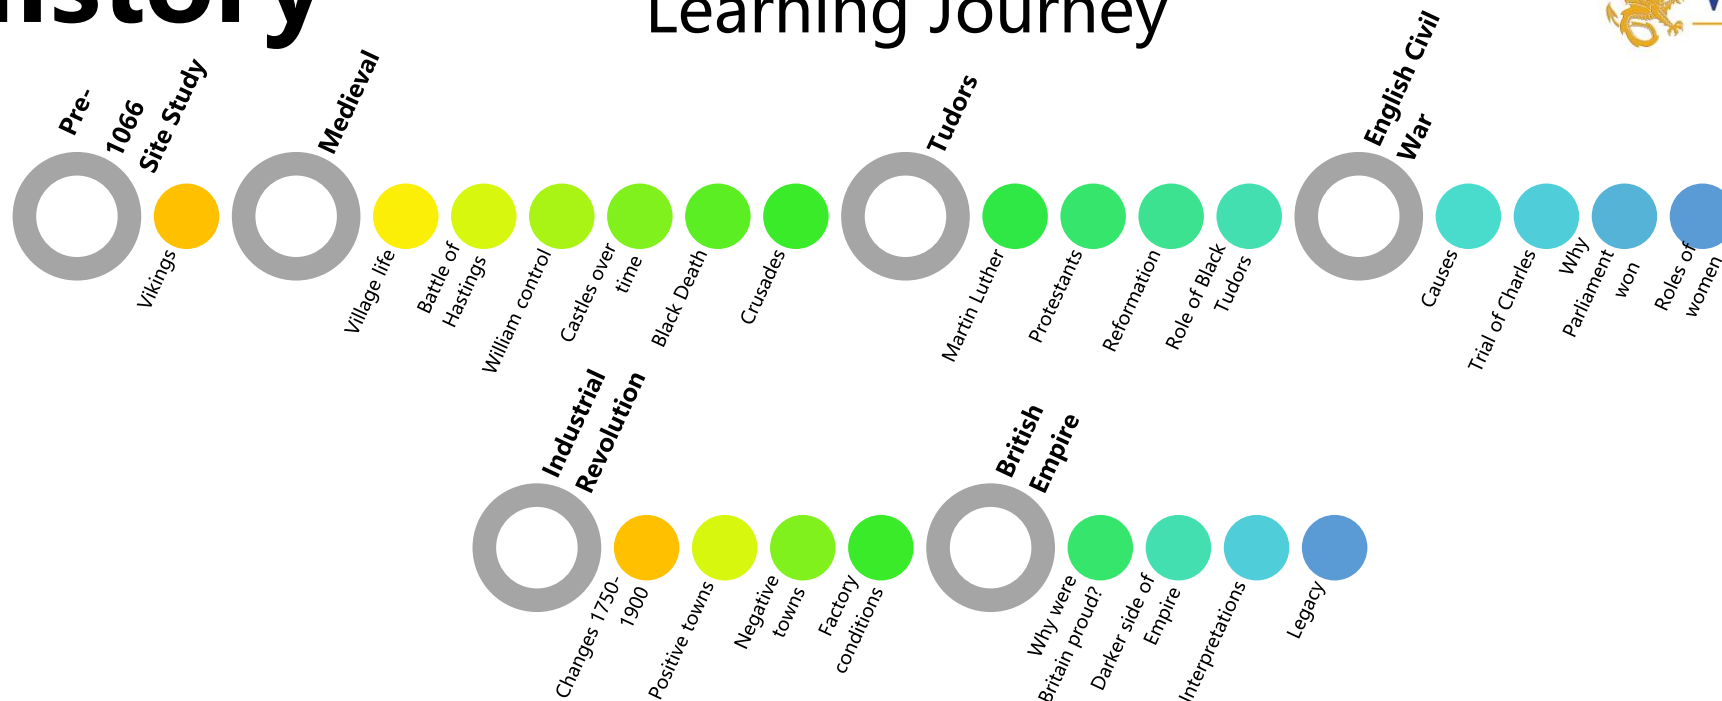 Learning Journey
Pre-
1066
Site Study
Vikings
Medieval
Village life
Battle of
Hastings
William control
Castles over
time
Black Death
Crusades
Tudors
Martin Luther
Protestants
Reformation
Role of Black
Tudors
English Civil
War
Causes
Trial of Charles
Why
Parliament
won
Roles of
women
Industrial
Revolution
Changes 1750-
1900
Positive towns
Negative
towns
Factory
conditions
British
Empire
Why were
Britain proud?
Darker side of
Empire
Interpretations
Legacy